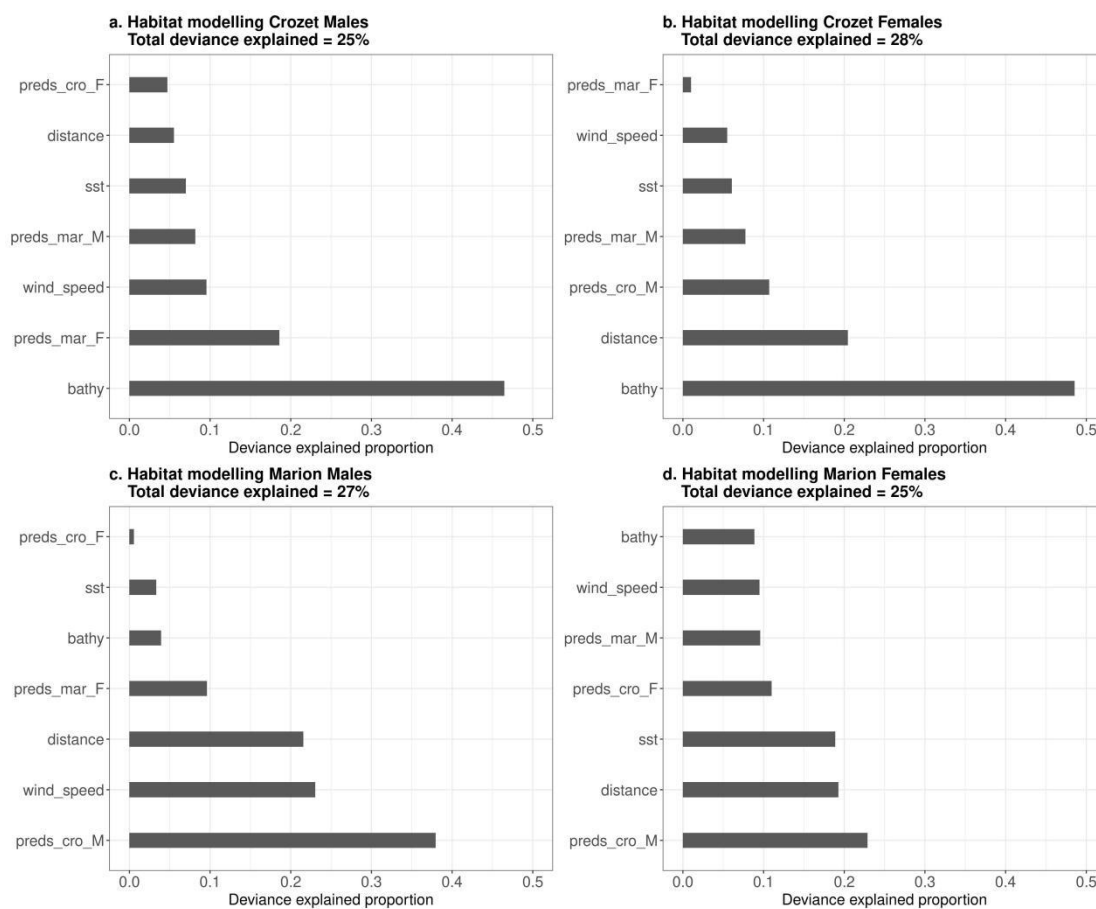 a. Habitat modelling Crozet Males
Total deviance explained = 25%
preds_cro_F
distance
sst
preds_mar_M
wind_speed
preds_mar_F
bathy
0.0 0.1 0.2 0.3 0.4 0.5
Deviance explained proportion
b. Habitat modelling Crozet Females
Total deviance explained = 28%
preds_mar_F
wind_speed
sst
preds_mar_M
preds_cro_M
distance
bathy
0.0 0.1 0.2 0.3 0.4 0.5
Deviance explained proportion
c. Habitat modelling Marion Males
Total deviance explained = 27%
preds_cro_F
sst
bathy
preds_mar_F
distance
wind_speed
preds_cro_M
0.0 0.1 0.2 0.3 0.4 0.5
Deviance explained proportion
d. Habitat modelling Marion Females
Total deviance explained = 25%
bathy
wind_speed
preds_mar_M
preds_cro_F
sst
distance
preds_cro_M
0.0 0.1 0.2 0.3 0.4 0.5
Deviance explained proportion